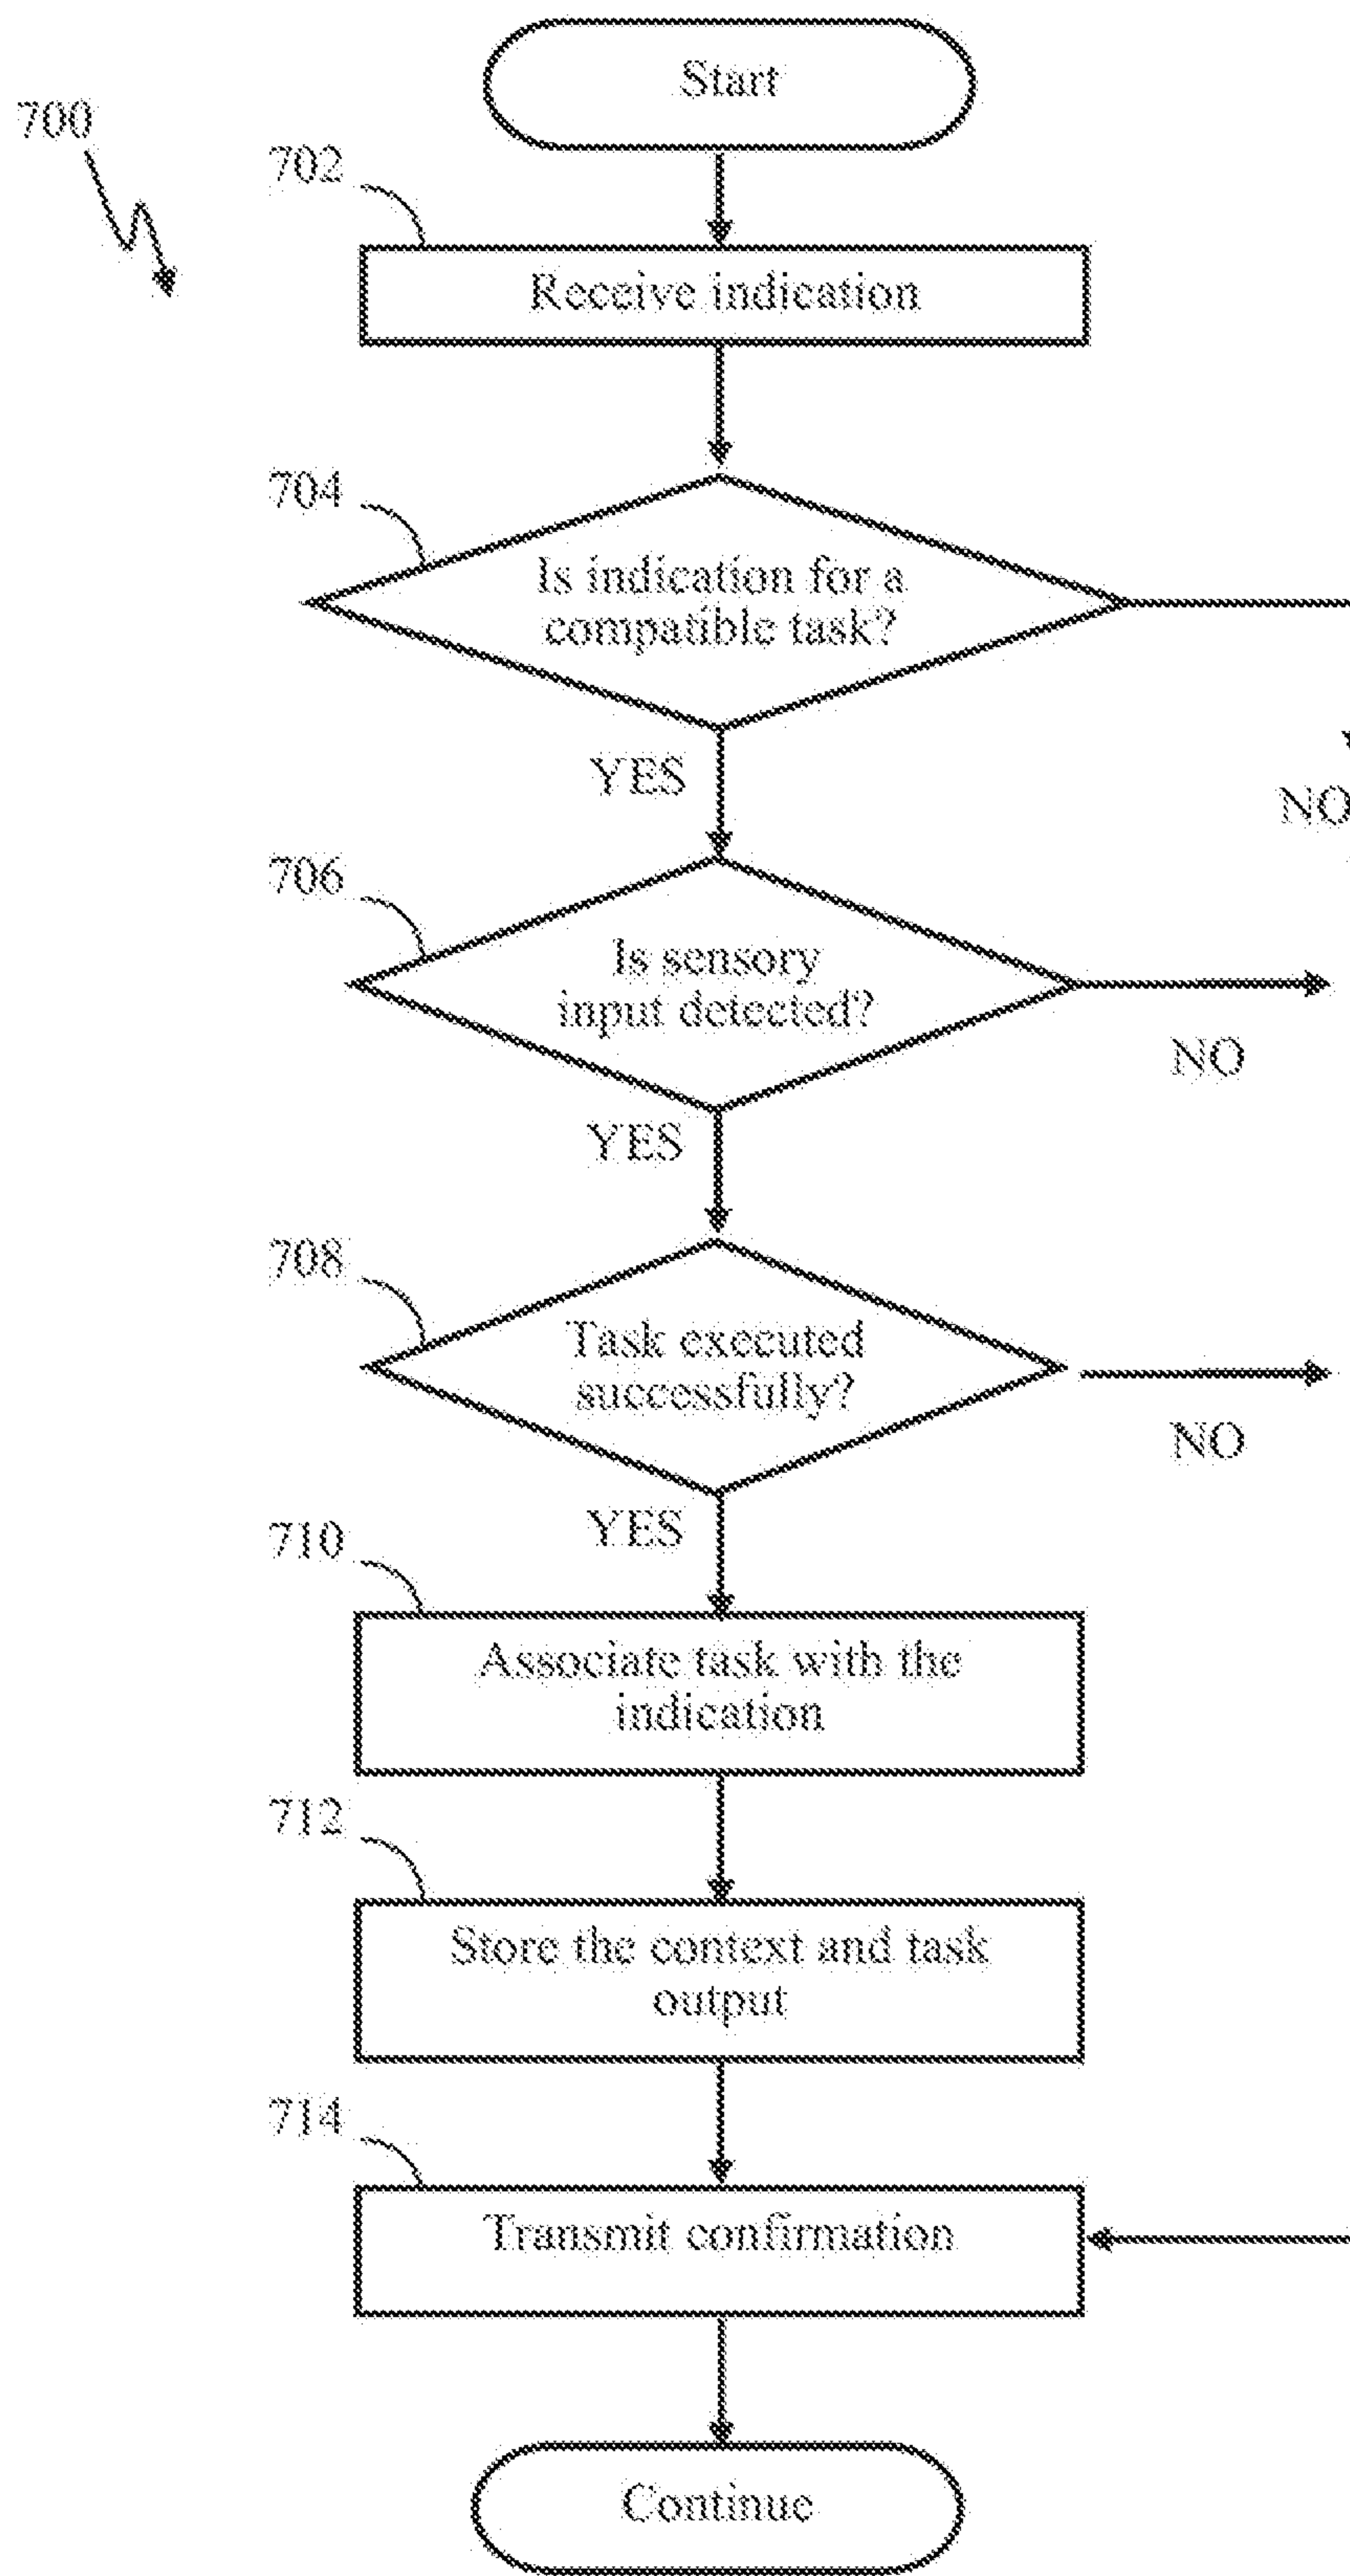 Start
700
702
Receive indication
704
Is indication for a
compatible task?
YES
NO
706
Is sensory
input detected?
NO
YES
708
Task executed
successfully?
NO
YES
710
Associate task with the
indication
712
Store the context and task
output
714
Transmit confirmation
Continue